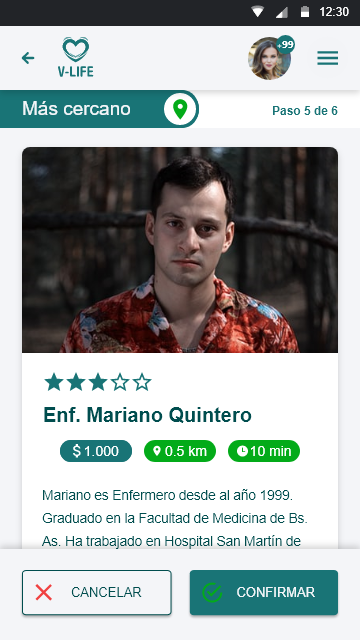 12:30
+99
V-LIFE
Más cercano
Paso 5 de 6
Enf. Mariano Quintero
$ 1.000
0.5 km
10 min
Mariano es Enfermero desde al año 1999.
Graduado en la Facultad de Medicina de Bs.
As. Ha trabajado en Hospital San Martín de
CANCELAR
CONFIRMAR